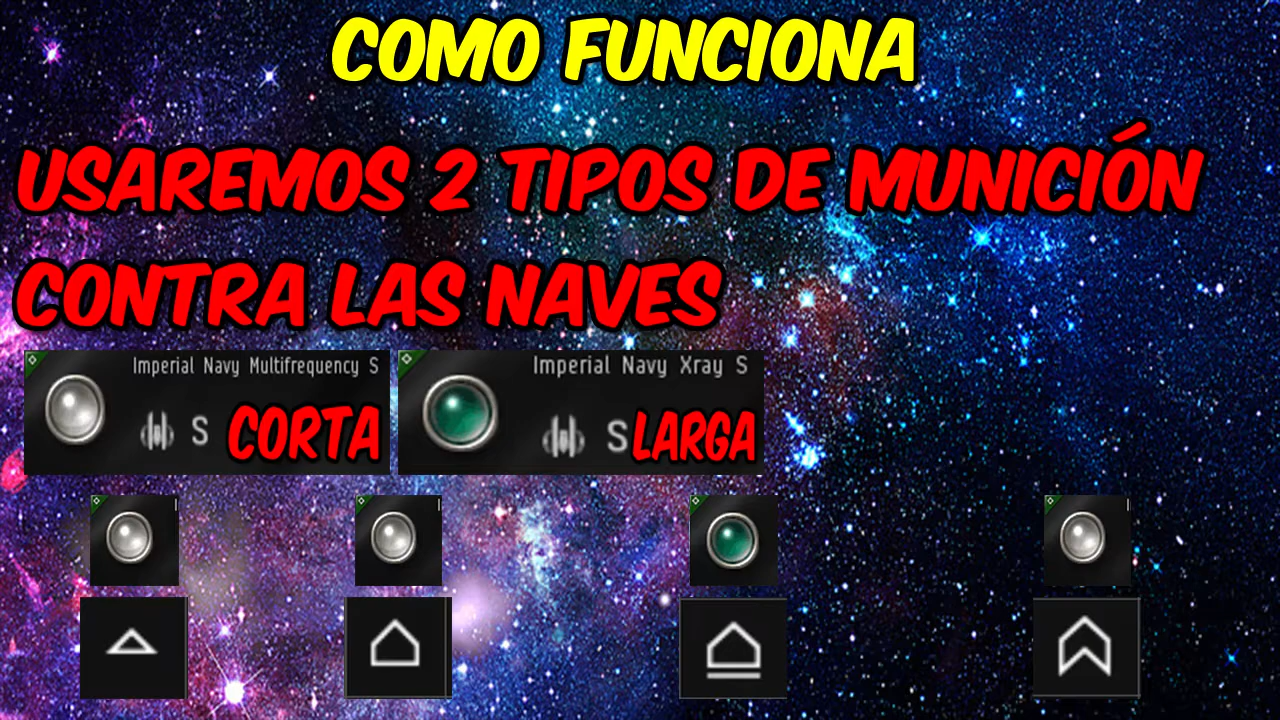 COMO FUNCIONA
USAREMOS 2 TIPOS DE MUNICIÓN
CONTRA LAS NAVES
Imperial Navy Multifrequency S
S CORTA
Imperial Navy Xray S
S LARGA